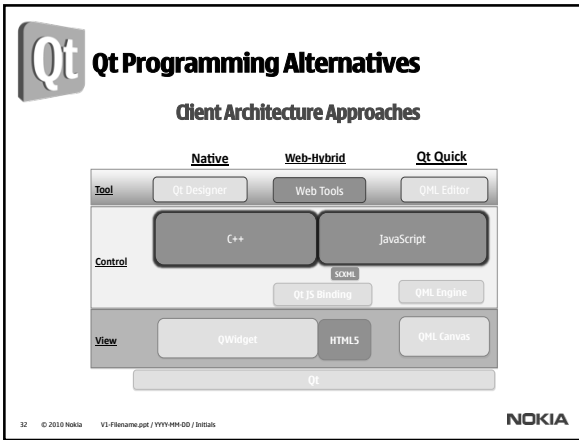 Qt
Qt Programming Alternatives
Client Architecture Approaches
Native Web-Hybrid Qt Quick
Tool Qt Designer Web Tools QML Editor
C++ JavaScript
Control
SCXML
Qt JS Binding QML Engine
View QWidget HTML5 QML Canvas
Qt
32 © 2010 Nokia V1-Filename.ppt / YYYY-MM-DD / Initials
NOKIA